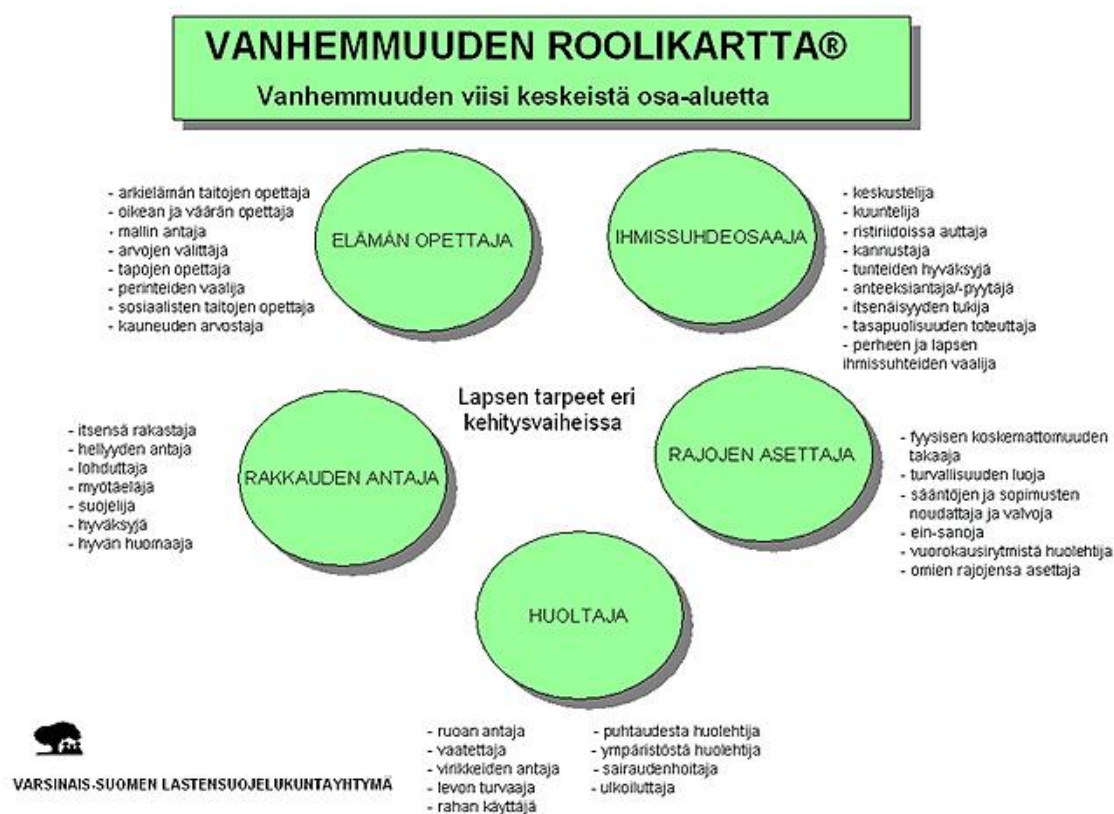 VANHEMMUUDEN ROOLIKARTTA®
Vanhemmuuden viisi keskeistä osa-aluetta
- arkielämän taitojen opettaja
- oikean ja väärän opettaja
- mallin antaja
- arvojen välittäjä
- tapojen opettaja
- perinteiden vaalija
- sosiaalisten taitojen opettaja
- kauneuden arvostaja
ELÄMÄN OPETTAJA
IHMISSUHDEOSAAJA
- keskustelija
- kuuntelija
- ristiriidoissa auttaja
- kannustaja
- tunteiden hyväksyjä
- anteeksiantaja/-pyytäjä
- itsenäisyyden tukija
- tasapuolisuuden toteuttaja
- perheen ja lapsen
ihmissuhteiden vaalija
Lapsen tarpeet eri
kehitysvaiheissa
- itsensä rakastaja
- hellyyden antaja
- lohduttaja
- myötäeläjä
- suojelija
- hyväksyjä
- hyvän huomaaja
RAKKAUDEN ANTAJA
RAJOJEN ASETTAJA
- fyysisen koskemattomuuden
takaaja
- turvallisuuden luoja
- sääntöjen ja sopimusten
noudattaja ja valvoja
- ein-sanoja
- vuorokausirytmistä huolehtija
- omien rajojensa asettaja
HUOLTAJA
- ruoan antaja
- vaatettaja
- virikkeiden antaja
- levon turvaaja
- rahan käyttäjä
- puhtaudesta huolehtija
- ympäristöstä huolehtija
- sairaudenhoitaja
- ulkoiluttaja
VARSINAIS-SUOMEN LASTENSUOJELUKUNTAYHTYMÄ